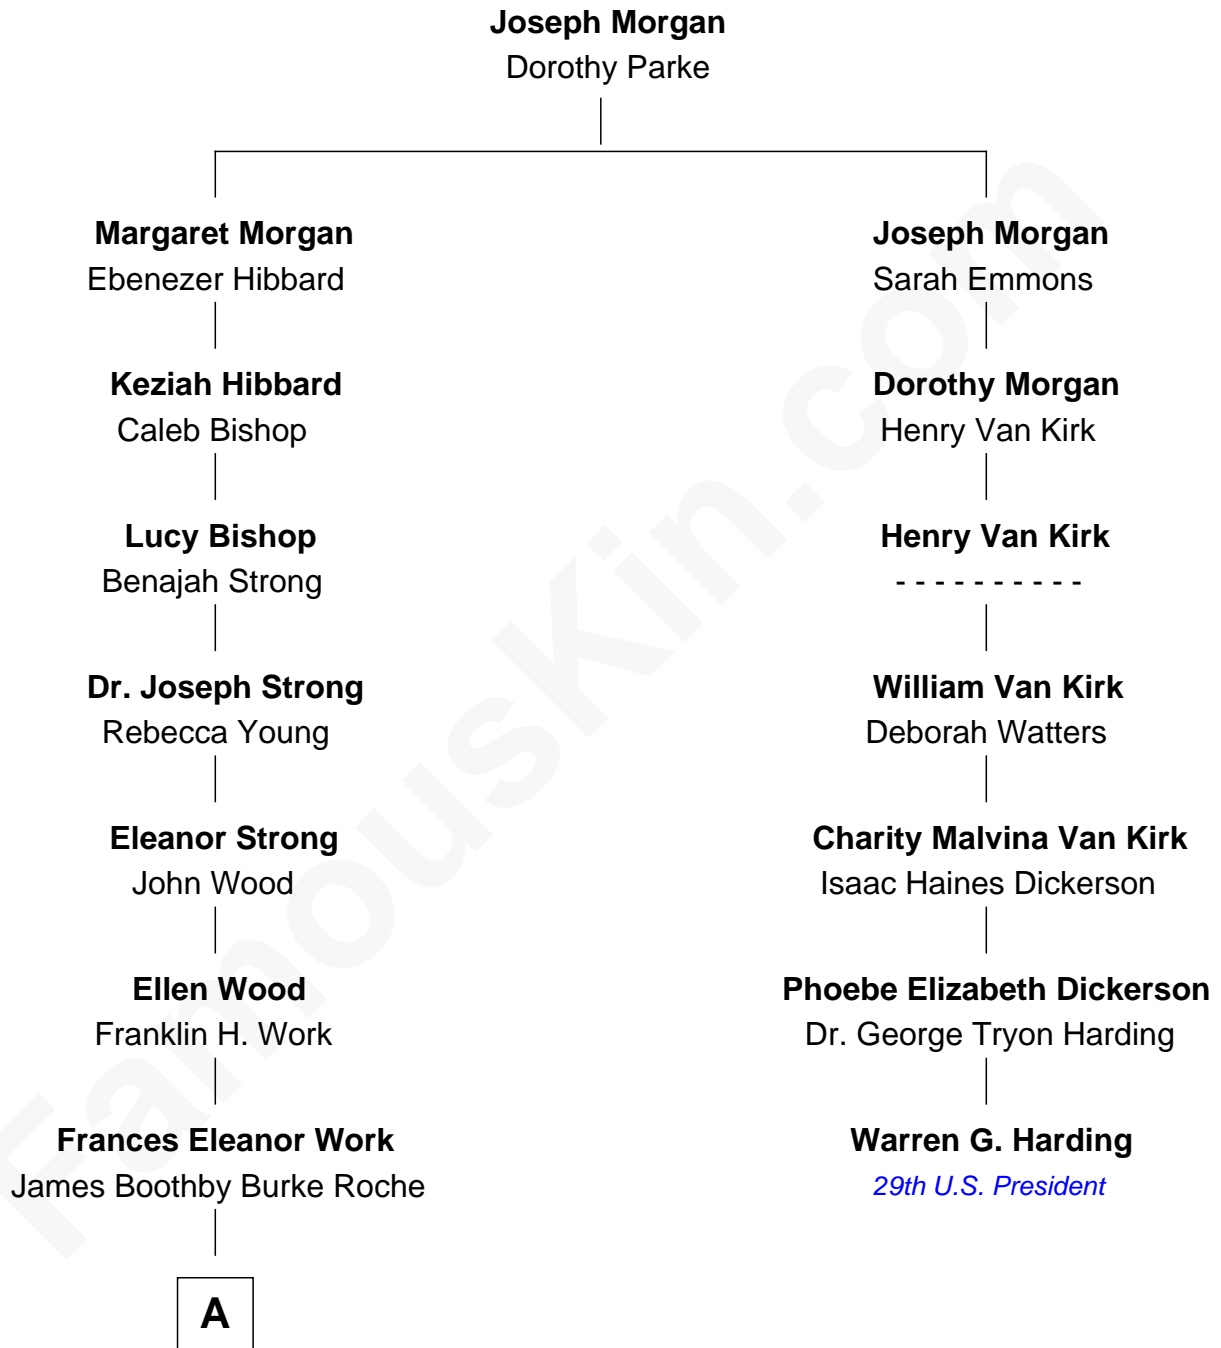 Joseph Morgan
Dorothy Parke
Margaret Morgan
Ebenezer Hibbard
Joseph Morgan
Sarah Emmons
Keziah Hibbard
Caleb Bishop
Dorothy Morgan
Henry Van Kirk
Lucy Bishop
Benajah Strong
Henry Van Kirk
- - - - - - - - - -
Dr. Joseph Strong
Rebecca Young
William Van Kirk
Deborah Watters
Eleanor Strong
John Wood
Charity Malvina Van Kirk
Isaac Haines Dickerson
Ellen Wood
Franklin H. Work
Phoebe Elizabeth Dickerson
Dr. George Tryon Harding
Frances Eleanor Work
James Boothby Burke Roche
Warren G. Harding
29th U.S. President
A
FamousKin.com